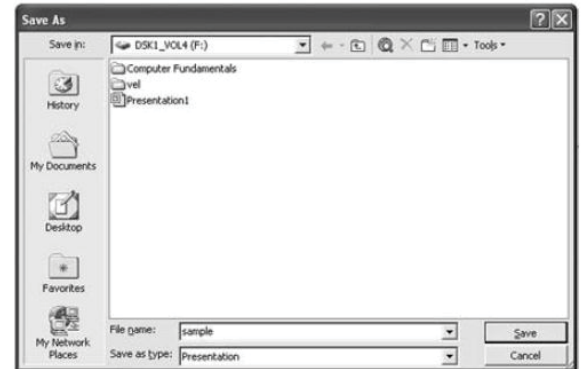 Save As
Save in:
DSK1_VOL4 (F:)
Tools
Computer Fundamentals
vel
Presentation1
History
My Documents
Desktop
Favorites
My Network
Places
File name:
sample
Save
Save as type:
Presentation
Cancel